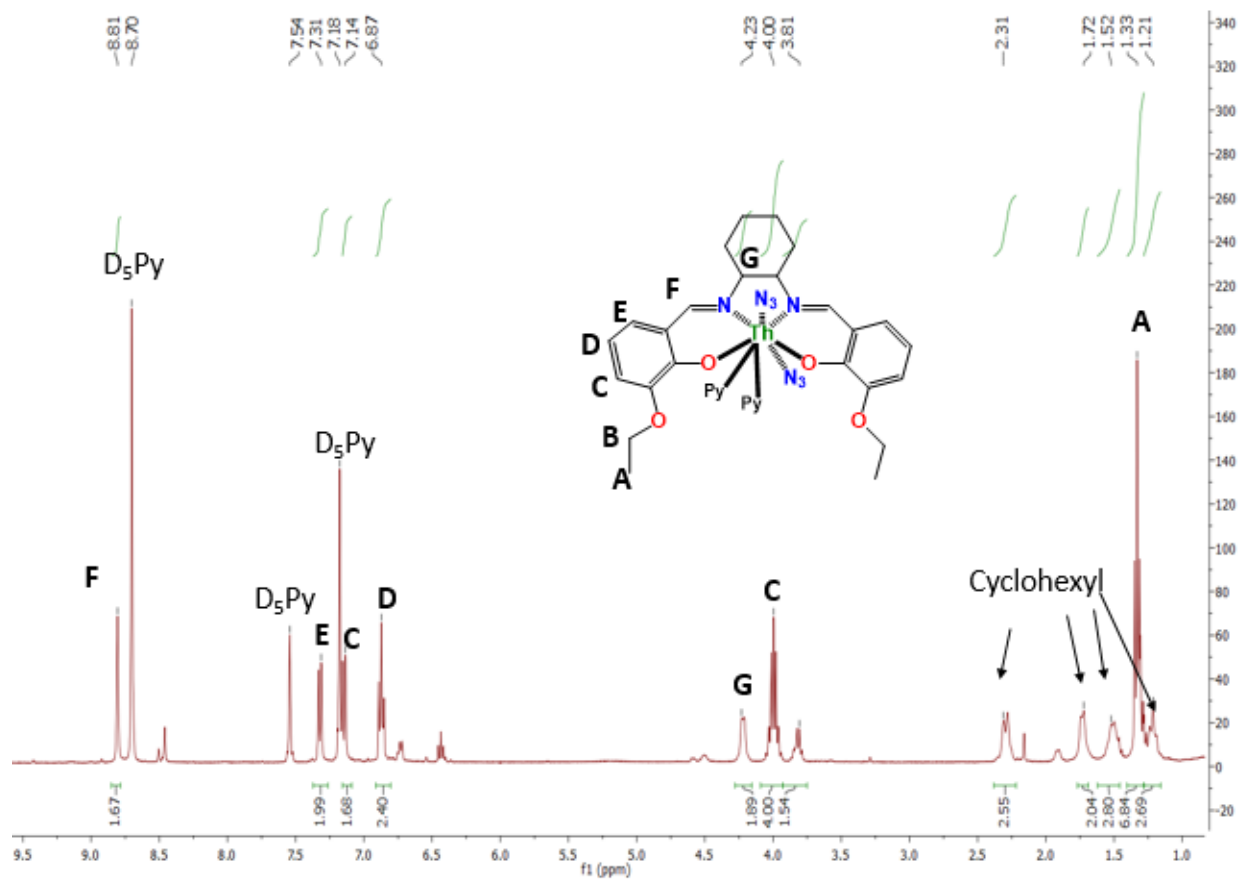 8.81
8.70
7.54
7.31
7.18
7.14
6.87
4.23
4.00
3.81
2.31
1.72
1.52
1.33
1.21
340
320
300
280
260
240
220
200
180
160
140
120
100
80
60
40
20
0
-20
D5Py
D5Py
D5Py
F
E
C
D
G
C
A
Cyclohexyl
G
F
E
D
C
B
A
N
N3
N
Th
O
O
N3
Py
Py
O
O
1.67
1.99
1.68
2.40
1.89
4.00
1.54
2.55
2.04
2.80
6.84
2.69
9.5 9.0 8.5 8.0 7.5 7.0 6.5 6.0 5.5 5.0 4.5 4.0 3.5 3.0 2.5 2.0 1.5 1.0
f1 (ppm)